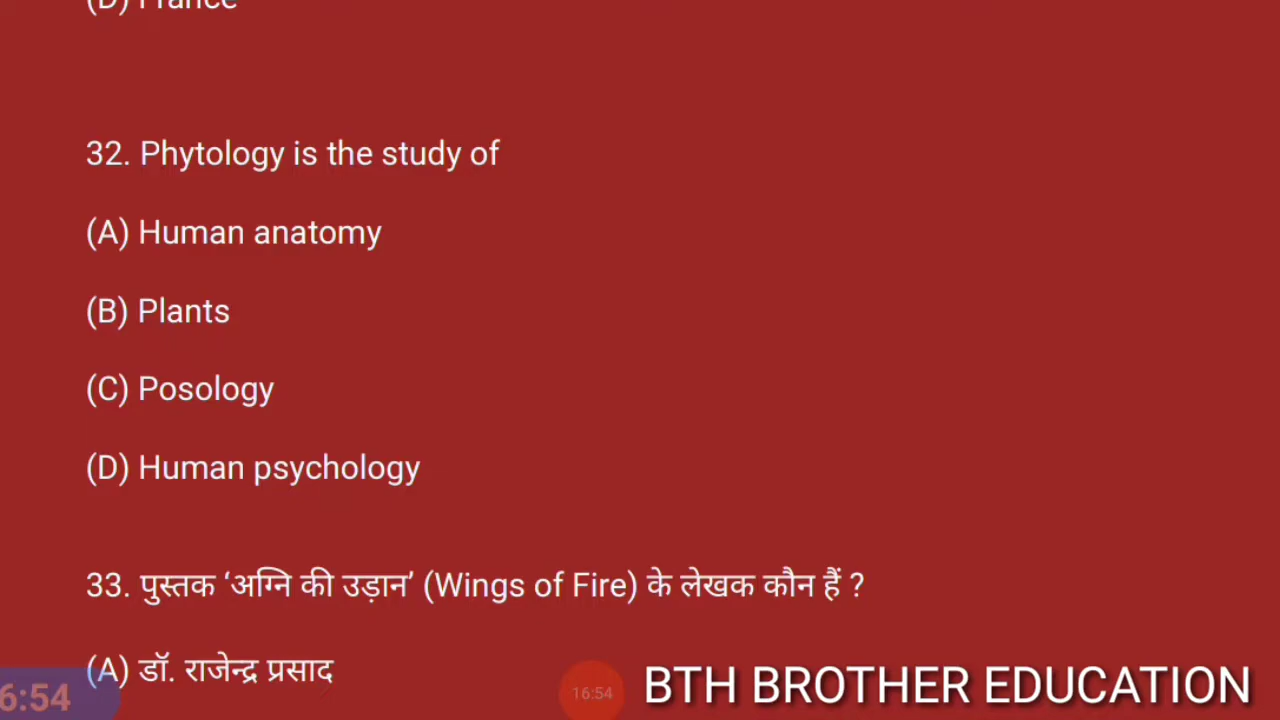 (D) France
32. Phytology is the study of
(A) Human anatomy
(B) Plants
(C) Posology
(D) Human psychology
33. पुस्तक ‘अग्नि की उड़ान’ (Wings of Fire) के लेखक कौन हैं ?
(A) डॉ. राजेन्द्र प्रसाद
6:54
16:54
BTH BROTHER EDUCATION